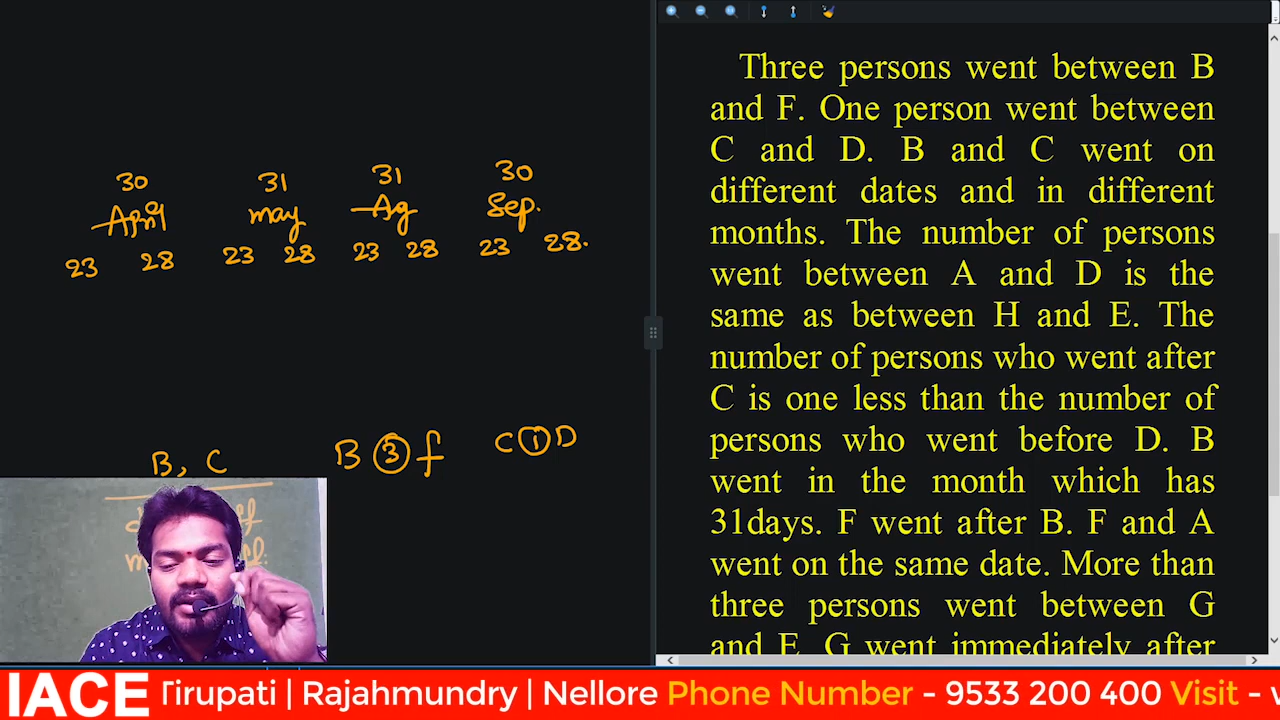 30 31 31 30
April may Ag Sep.
23 28 23 28 23 28 23 28.
B, C B 3 f C 1 D
Three persons went between B
and F. One person went between
C and D. B and C went on
different dates and in different
months. The number of persons
went between A and D is the
same as between H and E. The
number of persons who went after
C is one less than the number of
persons who went before D. B
went in the month which has
31days. F went after B. F and A
went on the same date. More than
three persons went between G
and E. G went immediately after
IACE Tirupati | Rajahmundry | Nellore Phone Number - 9533 200 400 Visit -